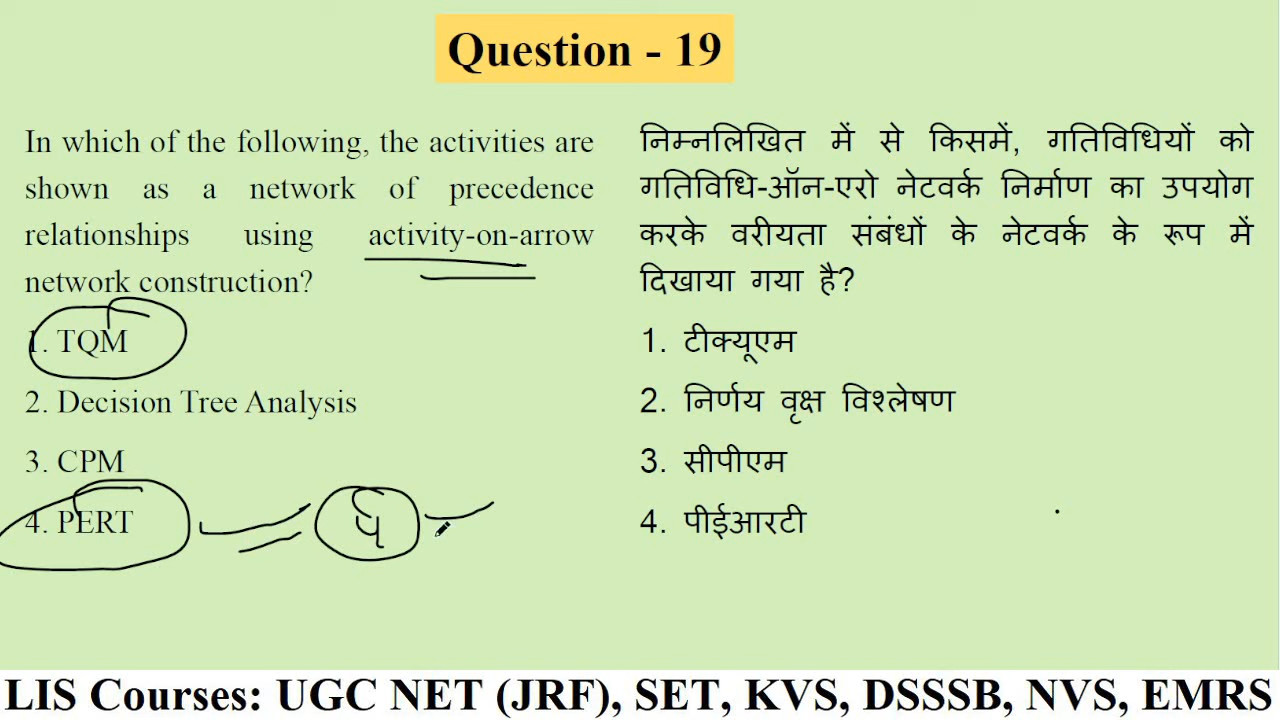 Question - 19
In which of the following, the activities are
shown as a network of precedence
relationships using activity-on-arrow
network construction?
1. TQM
2. Decision Tree Analysis
3. CPM
4. PERT
4
निम्नलिखित में से किसमें, गतिविधियों को
गतिविधि-ऑन-एरो नेटवर्क निर्माण का उपयोग
करके वरीयता संबंधों के नेटवर्क के रूप में
दिखाया गया है?
1. टीक्यूएम
2. निर्णय वृक्ष विश्लेषण
3. सीपीएम
4. पीईआरटी
LIS Courses: UGC NET (JRF), SET, KVS, DSSSB, NVS, EMRS